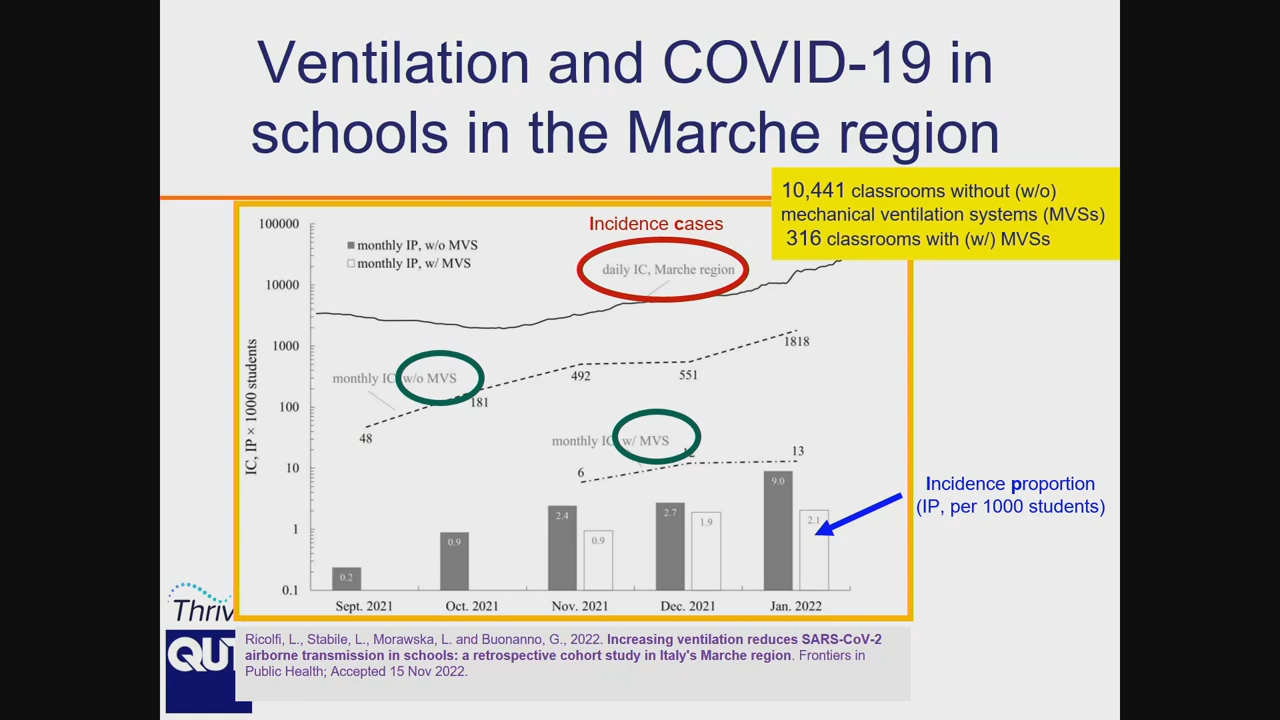 Ventilation and COVID-19 in
schools in the Marche region
10,441 classrooms without (w/o)
mechanical ventilation systems (MVSs)
316 classrooms with (w/) MVSs
Incidence cases
100000
10000
1000
100
10
1
0.1
IC, IP × 1000 students
monthly IP, w/o MVS
monthly IP, w/ MVS
daily IC, Marche region
monthly IC w/o MVS
48
181
492
551
1818
monthly IC w/ MVS
6
13
0.2
0.9
2.4
0.9
2.7
1.9
9.0
2.1
Sept. 2021
Oct. 2021
Nov. 2021
Dec. 2021
Jan. 2022
Incidence proportion
(IP, per 1000 students)
Thriv
QUT
Ricolfi, L., Stabile, L., Morawska, L. and Buonanno, G., 2022. Increasing ventilation reduces SARS-CoV-2
airborne transmission in schools: a retrospective cohort study in Italy's Marche region. Frontiers in
Public Health; Accepted 15 Nov 2022.